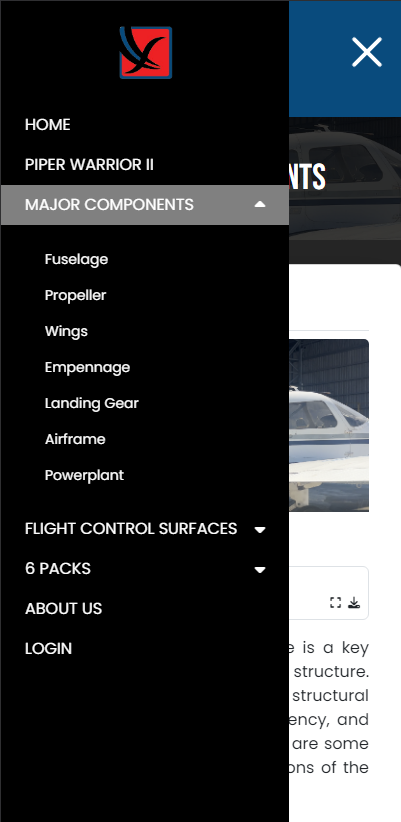 HOME
PIPER WARRIOR II
NTS
MAJOR COMPONENTS
Fuselage
Propeller
Wings
Empennage
Landing Gear
Airframe
Powerplant
FLIGHT CONTROL SURFACES
6 PACKS
ABOUT US
LOGIN
e is a key
structure.
structural
ency, and
are some
ons of the